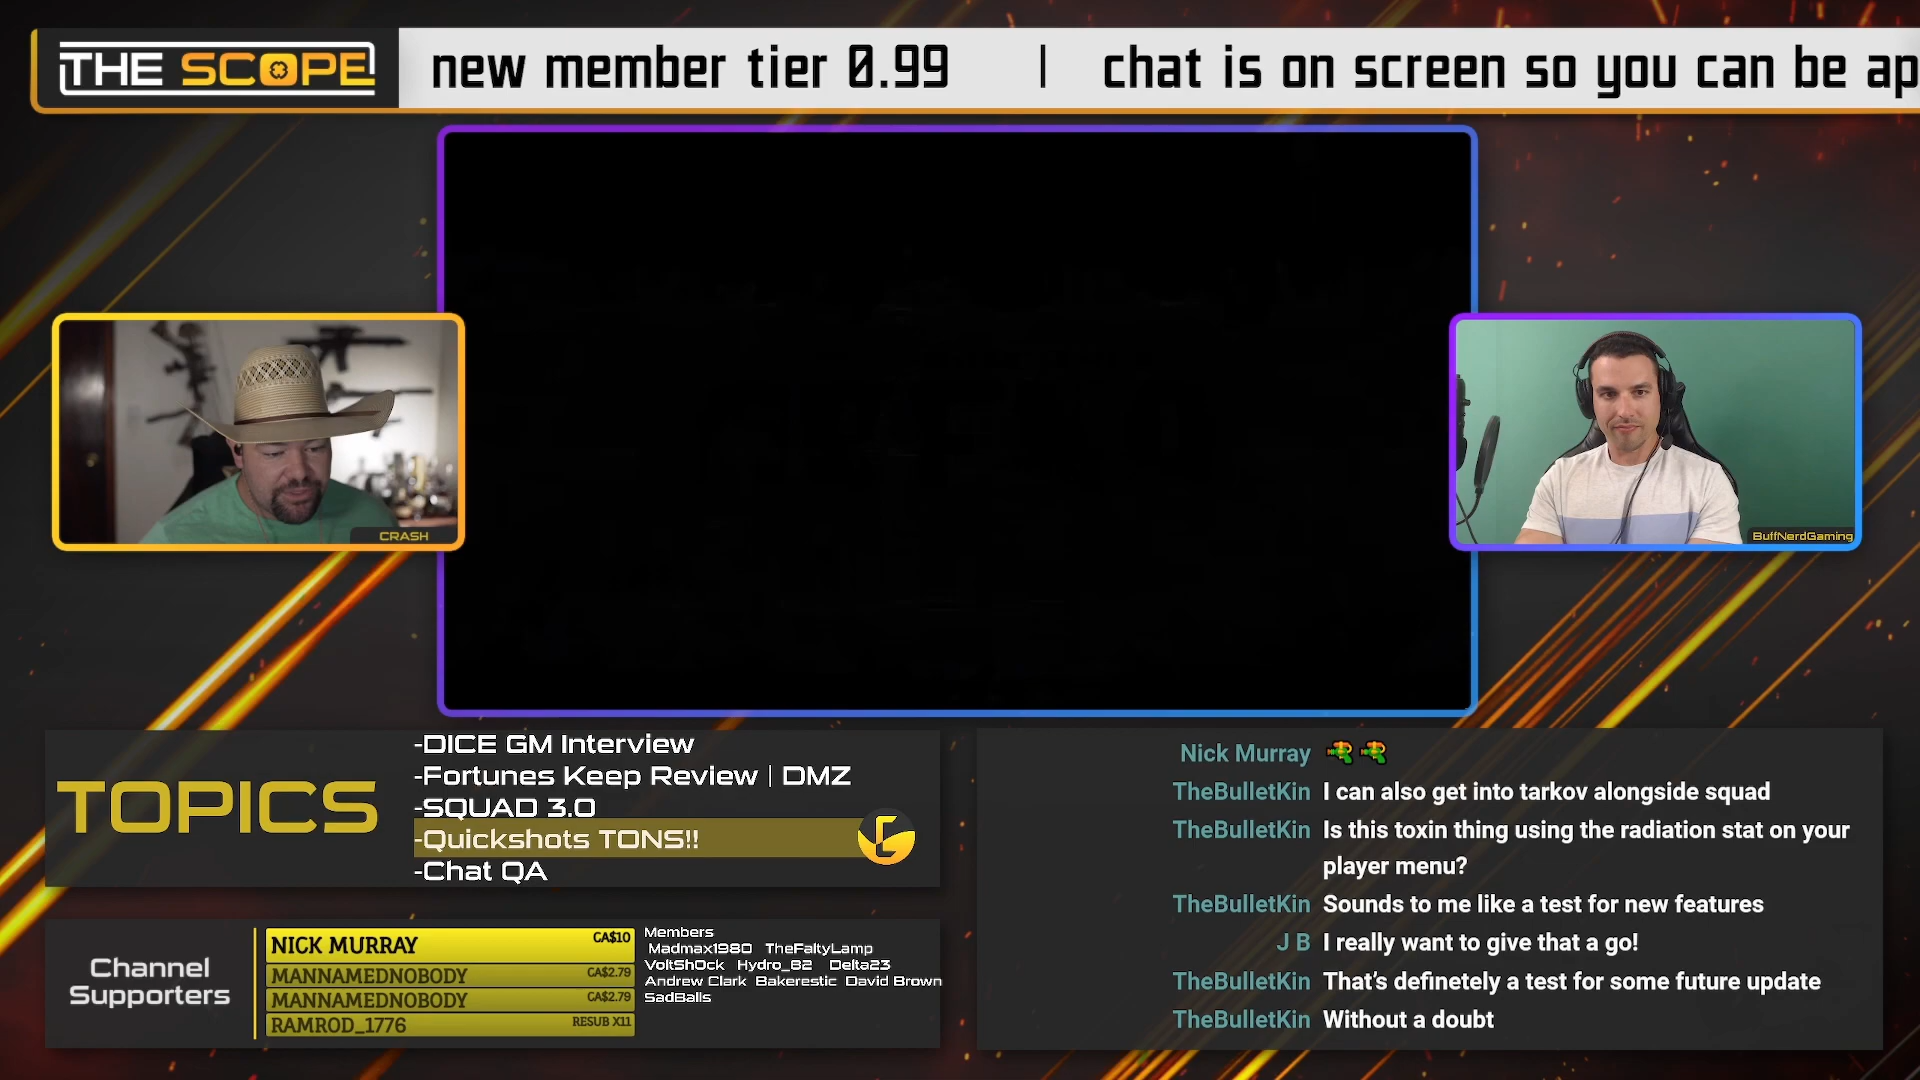 THE SCOPE
new member tier 0.99 | chat is on screen so you can be ap
CRASH
BuffNerdGaming
TOPICS
-DICE GM Interview
-Fortunes Keep Review | DMZ
-SQUAD 3.0
-Quickshots TONS!!
-Chat QA
Channel
Supporters
NICK MURRAY CA$10
MANNAMEDNOBODY CA$2.79
MANNAMEDNOBODY CA$2.79
RAMROD_1776 RESUB X11
Members
Madmax1980 TheFaltyLamp
VoltSh0ck Hydro_62 Delta23
Andrew Clark Bakerestic David Brown
SadBalls
Nick Murray
TheBulletKin I can also get into tarkov alongside squad
TheBulletKin Is this toxin thing using the radiation stat on your
player menu?
TheBulletKin Sounds to me like a test for new features
J B I really want to give that a go!
TheBulletKin That's definetely a test for some future update
TheBulletKin Without a doubt